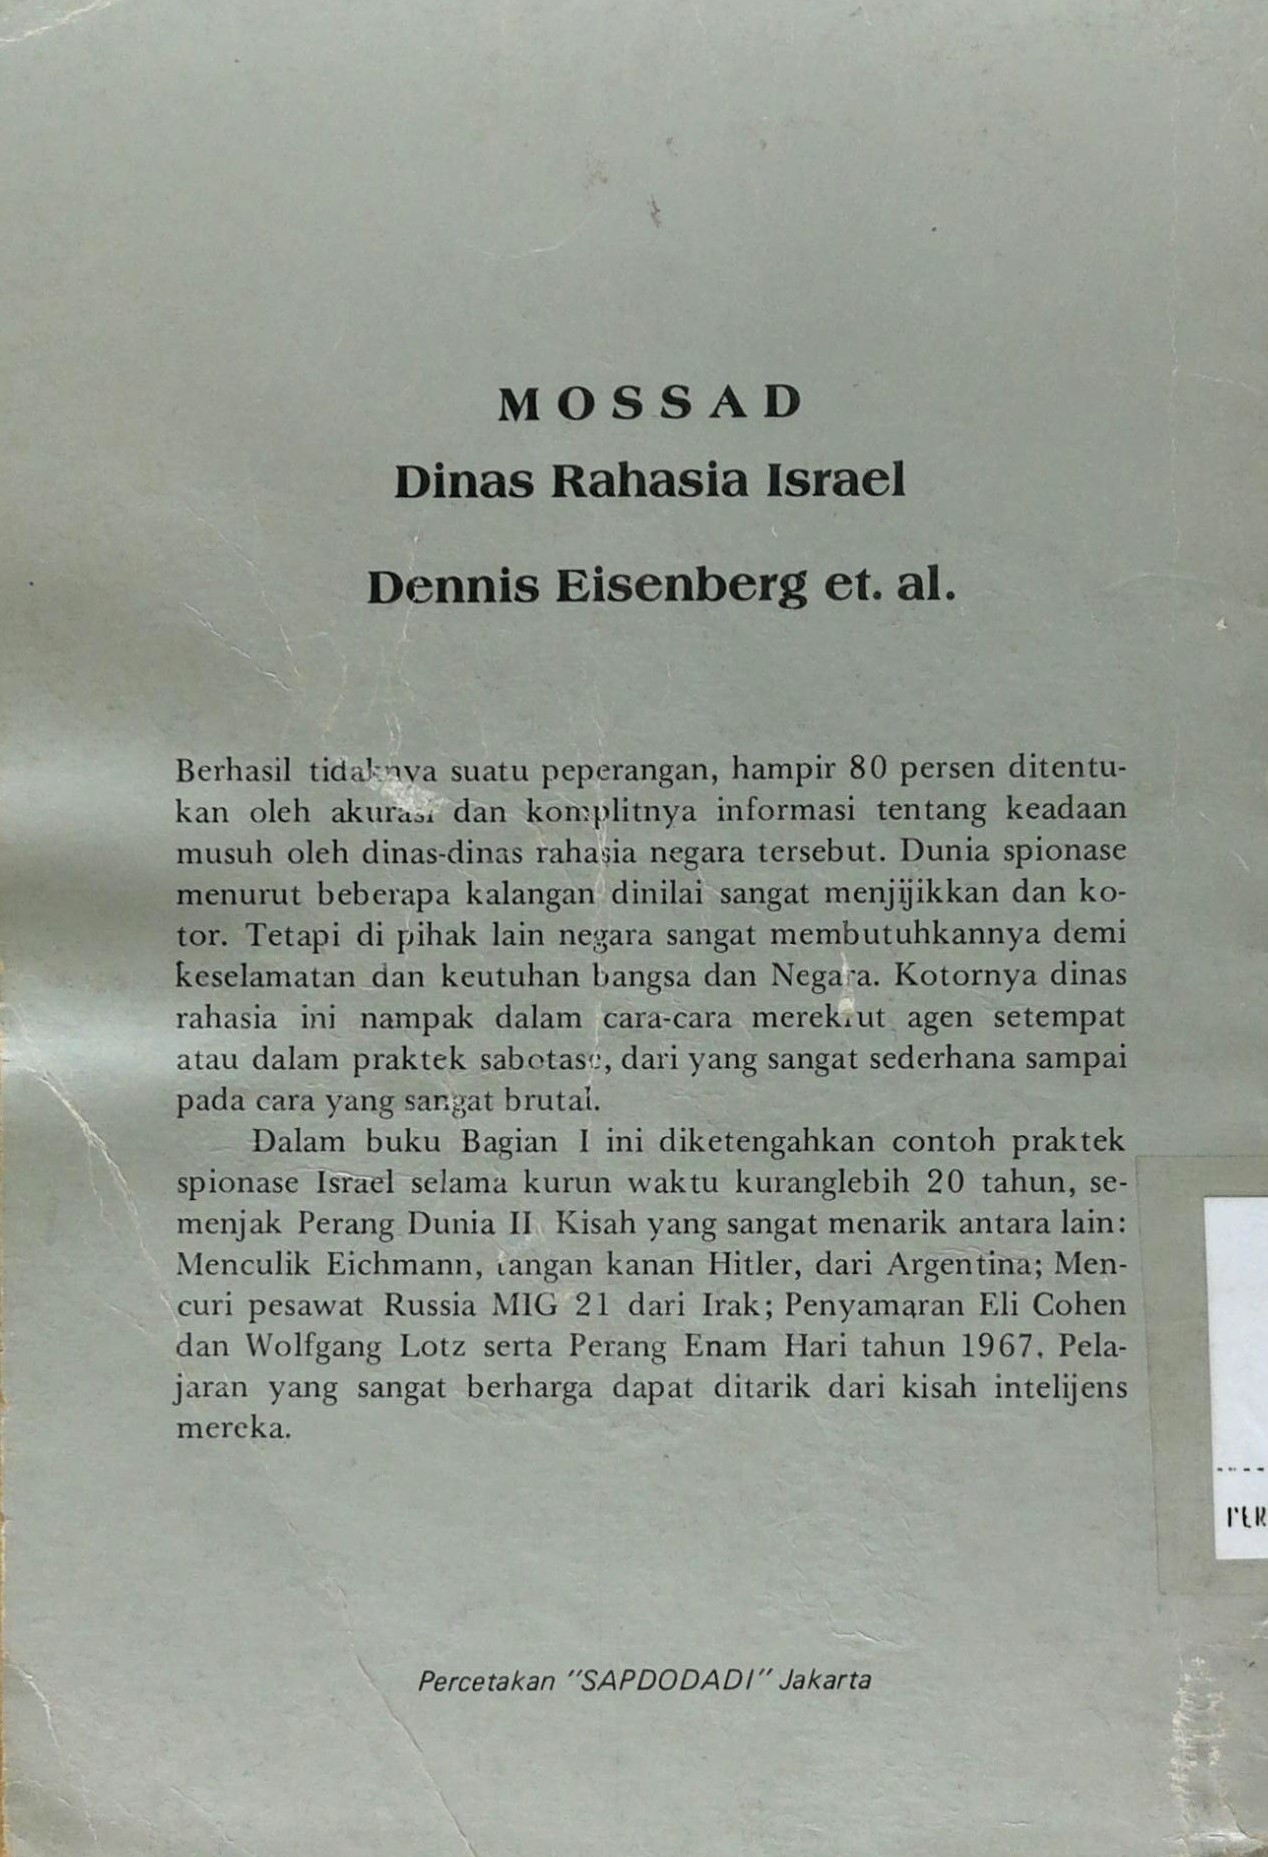 MOSSAD
Dinas Rahasia Israel
Dennis Eisenberg et. al.
Berhasil tidaknya suatu peperangan, hampir 80 persen ditentu-
kan oleh akurasi dan komplitnya informasi tentang keadaan
musuh oleh dinas-dinas rahasia negara tersebut. Dunia spionase
menurut beberapa kalangan dinilai sangat menjijikkan dan ko-
tor. Tetapi di pihak lain negara sangat membutuhkannya demi
keselamatan dan keutuhan bangsa dan Negara. Kotornya dinas
rahasia ini nampak dalam cara-cara merekrut agen setempat
atau dalam praktek sabotase, dari yang sangat sederhana sampai
pada cara yang sangat brutal.
Dalam buku Bagian I ini diketengahkan contoh praktek
spionase Israel selama kurun waktu kuranglebih 20 tahun, se-
menjak Perang Dunia II Kisah yang sangat menarik antara lain:
Menculik Eichmann, tangan kanan Hitler, dari Argentina; Men-
curi pesawat Russia MIG 21 dari Irak; Penyamaran Eli Cohen
dan Wolfgang Lotz serta Perang Enam Hari tahun 1967. Pela-
jaran yang sangat berharga dapat ditarik dari kisah intelijens
mereka.
Percetakan "SAPDODADI" Jakarta